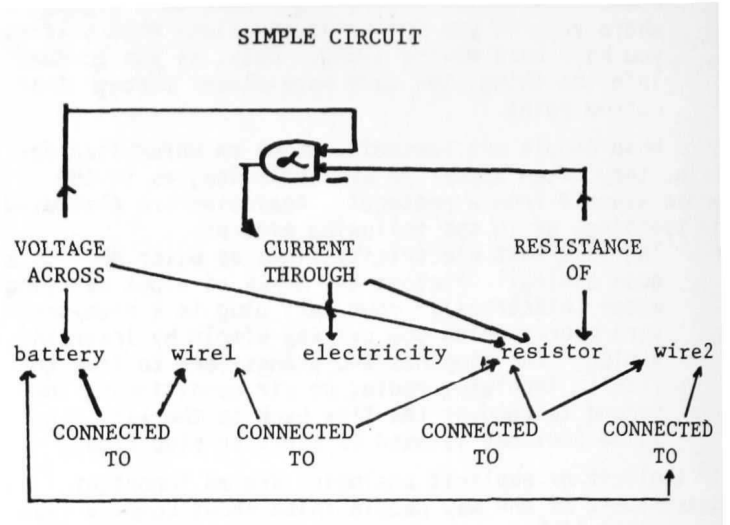 SIMPLE CIRCUIT
VOLTAGE ACROSS
CURRENT THROUGH
RESISTANCE OF
battery wire1 electricity resistor wire2
CONNECTED TO
CONNECTED TO
CONNECTED TO
CONNECTED TO